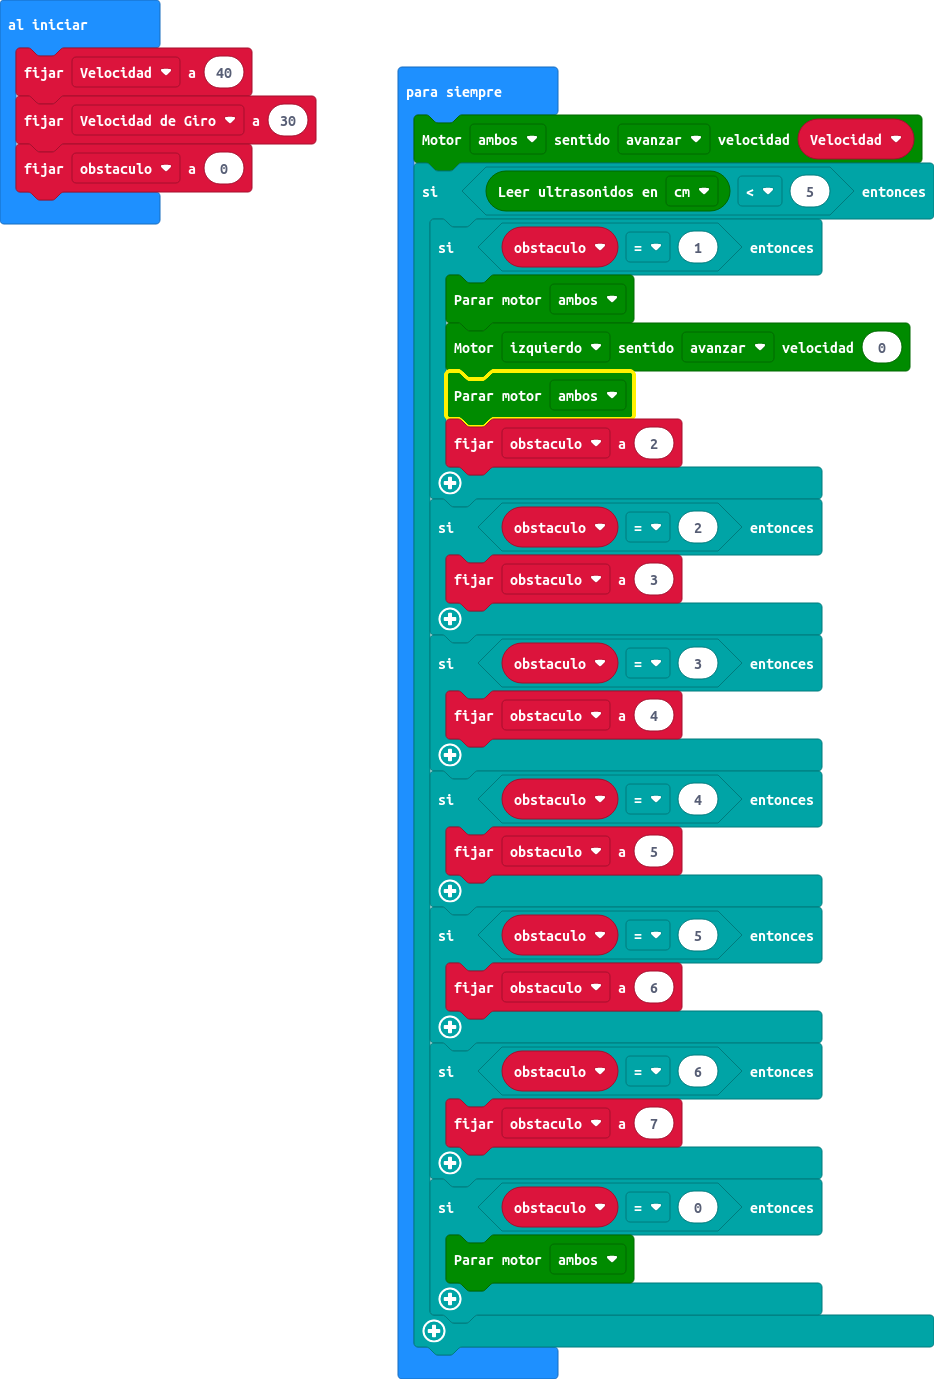 al iniciar
fijar Velocidad a 40
fijar Velocidad de Giro a 30
fijar obstaculo a 0
para siempre
Motor ambos sentido avanzar velocidad Velocidad
si Leer ultrasonidos en cm < 5 entonces
si obstaculo = 1 entonces
Parar motor ambos
Motor izquierdo sentido avanzar velocidad 0
Parar motor ambos
fijar obstaculo a 2
si obstaculo = 2 entonces
fijar obstaculo a 3
si obstaculo = 3 entonces
fijar obstaculo a 4
si obstaculo = 4 entonces
fijar obstaculo a 5
si obstaculo = 5 entonces
fijar obstaculo a 6
si obstaculo = 6 entonces
fijar obstaculo a 7
si obstaculo = 0 entonces
Parar motor ambos